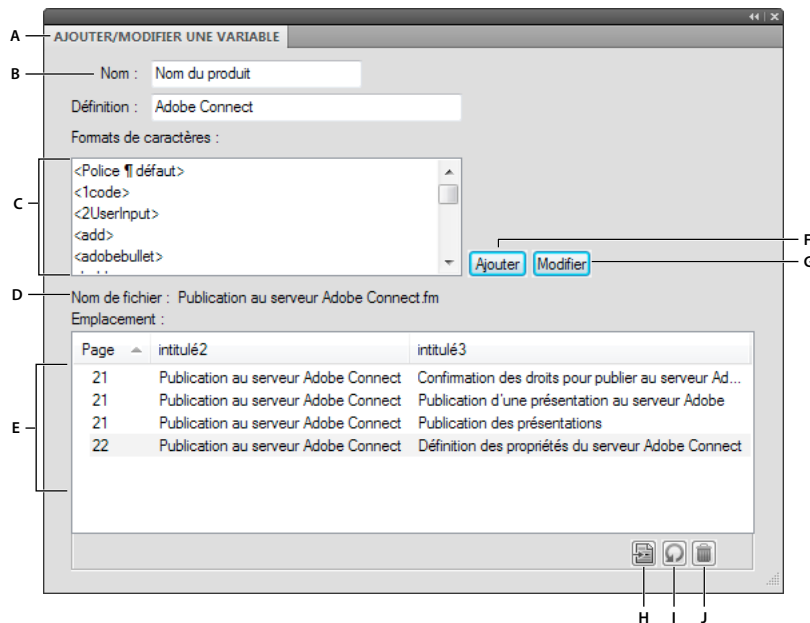 A AJOUTER/MODIFIER UNE VARIABLE
B Nom : Nom du produit
Définition : Adobe Connect
Formats de caractères :
C
<Police ¶ défaut>
<1code>
<2UserInput>
<add>
<adobebullet>
Ajouter Modifier
F
G
D Nom de fichier : Publication au serveur Adobe Connect.fm
Emplacement :
Page intitulé2 intitulé3
E
21 Publication au serveur Adobe Connect Confirmation des droits pour publier au serveur Ad...
21 Publication au serveur Adobe Connect Publication d'une présentation au serveur Adobe
21 Publication au serveur Adobe Connect Publication des présentations
22 Publication au serveur Adobe Connect Définition des propriétés du serveur Adobe Connect
H I J